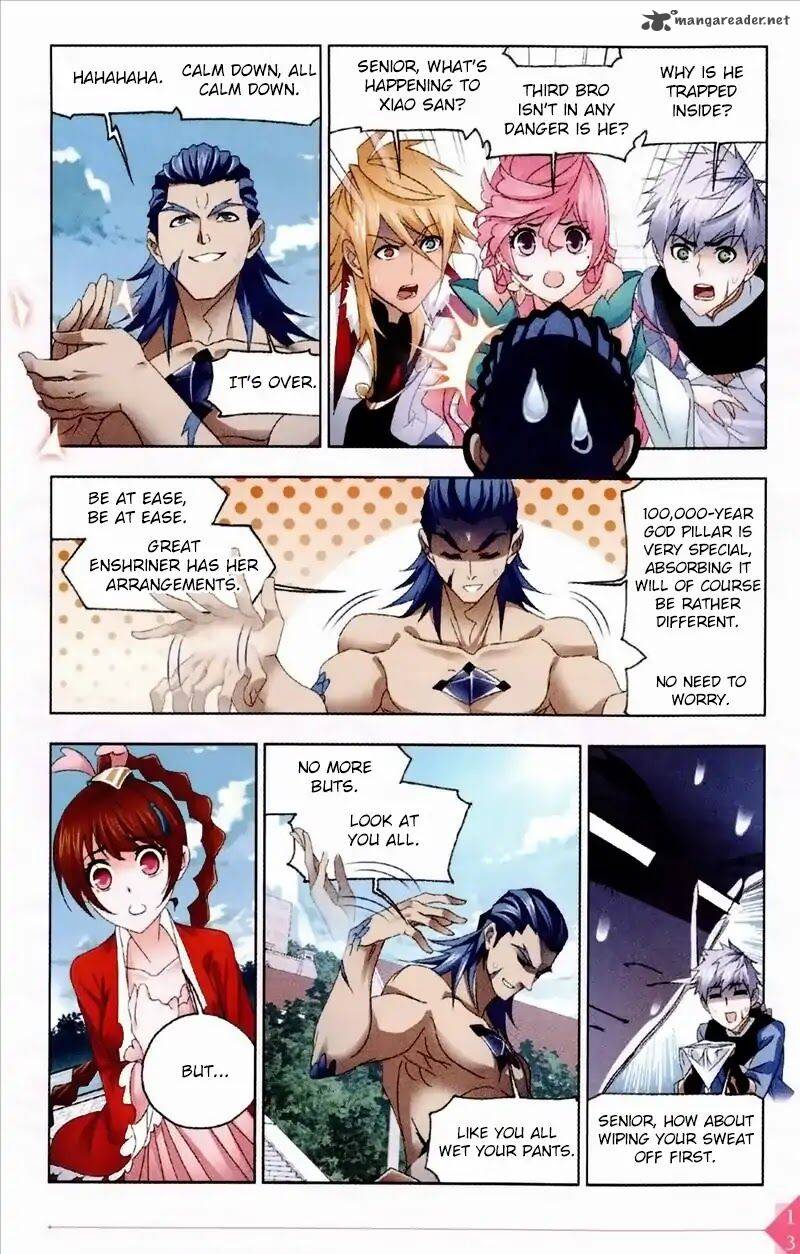 mangareader.net
HAHAHAHA.
CALM DOWN, ALL
CALM DOWN.
IT'S OVER.
SENIOR, WHAT'S
HAPPENING TO
XIAO SAN?
THIRD BRO
ISN'T IN ANY
DANGER IS HE?
WHY IS HE
TRAPPED
INSIDE?
BE AT EASE,
BE AT EASE.
GREAT
ENSHRINER HAS HER
ARRANGEMENTS.
100,000-YEAR
GOD PILLAR IS
VERY SPECIAL,
ABSORBING IT
WILL OF COURSE
BE RATHER
DIFFERENT.
NO NEED TO
WORRY.
BUT...
NO MORE
BUTS.
LOOK AT
YOU ALL.
LIKE YOU ALL
WET YOUR PANTS.
SENIOR, HOW ABOUT
WIPING YOUR SWEAT
OFF FIRST.
1
3